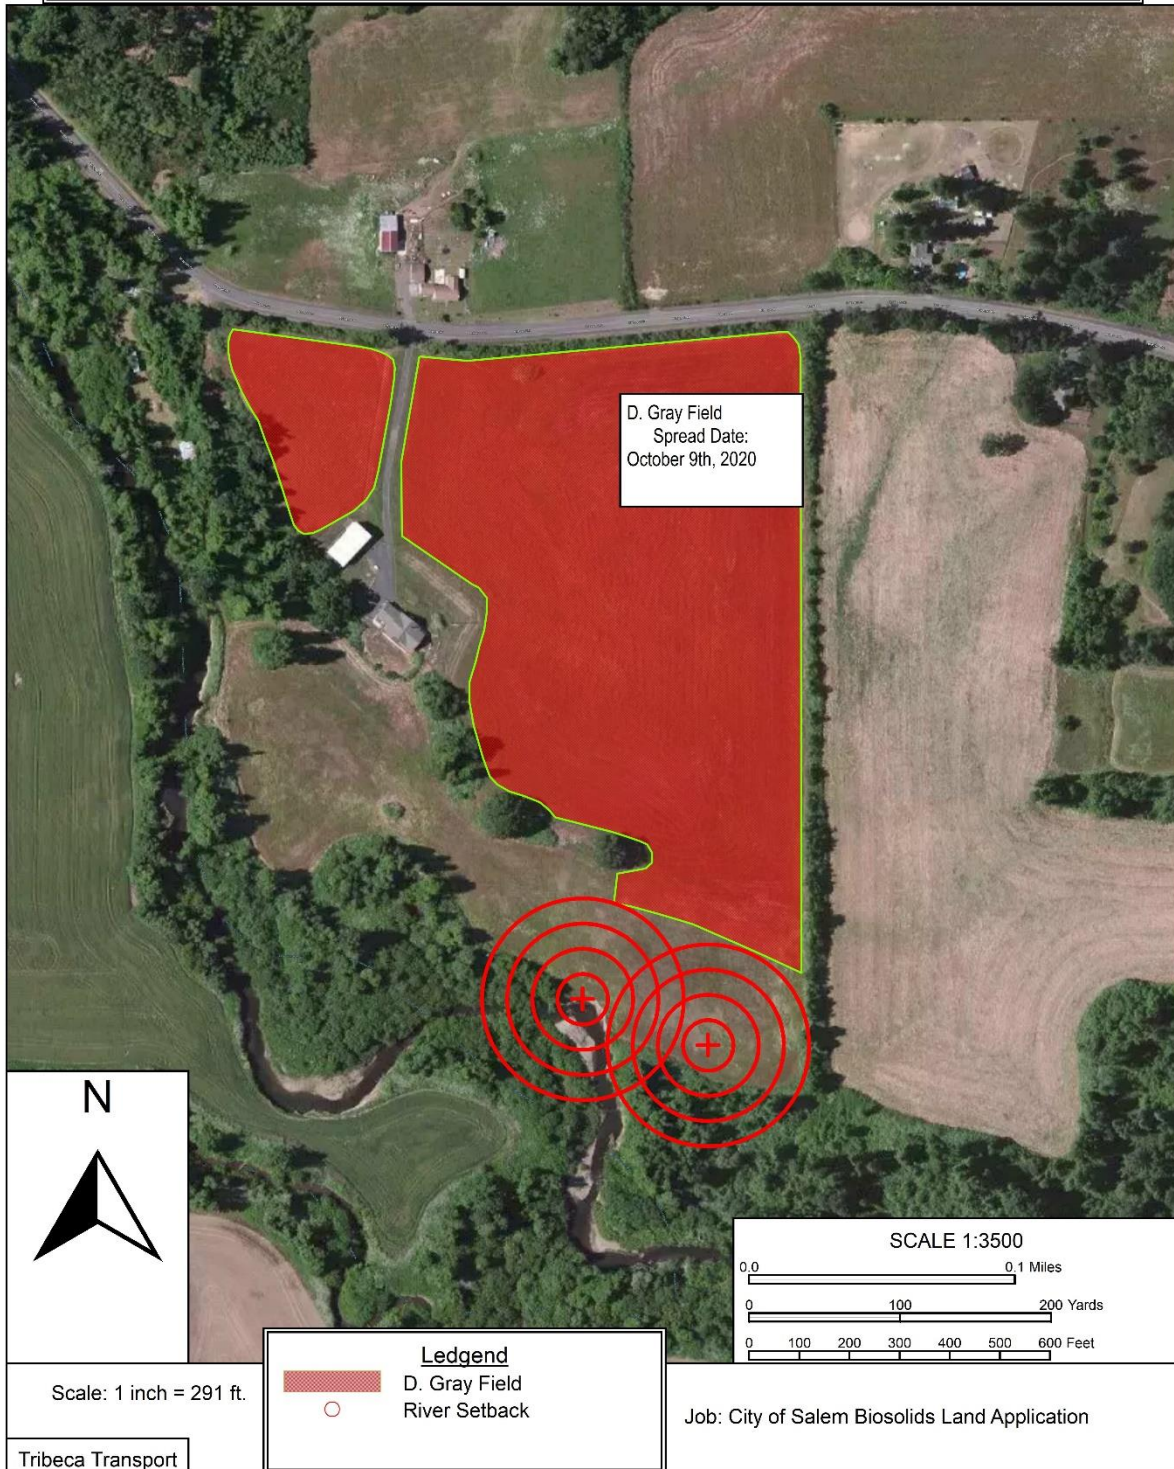 D. Gray Field
Spread Date:
October 9th, 2020
N
SCALE 1:3500
0.0 0.1 Miles
0 100 200 Yards
0 100 200 300 400 500 600 Feet
Ledgend
D. Gray Field
River Setback
Scale: 1 inch = 291 ft.
Job: City of Salem Biosolids Land Application
Tribeca Transport